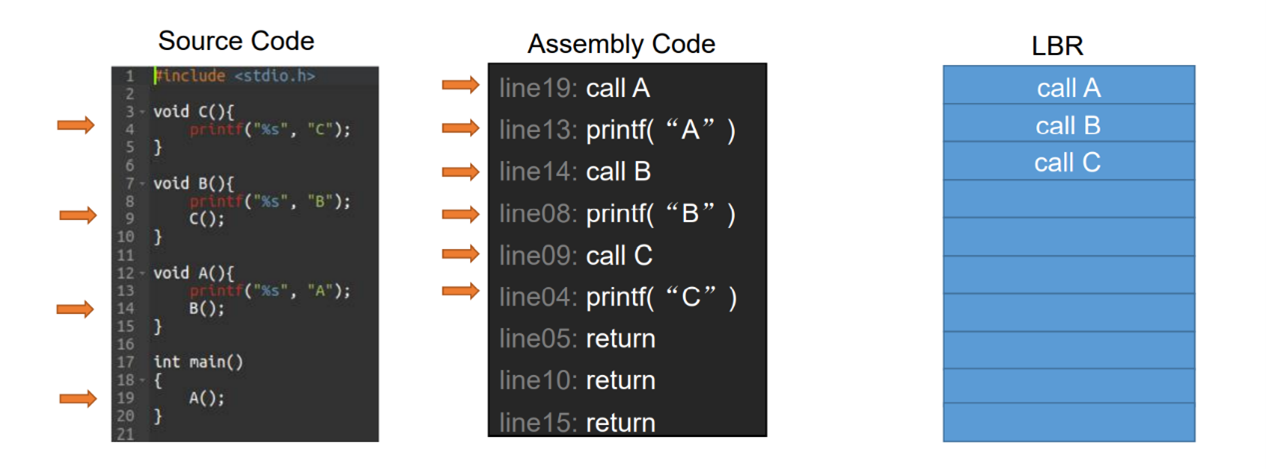 Source Code
1 #include <stdio.h>
2
3 void C(){
4 printf("%s", "C");
5 }
6
7 void B(){
8 printf("%s", "B");
9 C();
10 }
11
12 void A(){
13 printf("%s", "A");
14 B();
15 }
16
17 int main()
18 {
19 A();
20 }
21
Assembly Code
line19: call A
line13: printf( “A” )
line14: call B
line08: printf( “B” )
line09: call C
line04: printf( “C” )
line05: return
line10: return
line15: return
LBR
call A
call B
call C